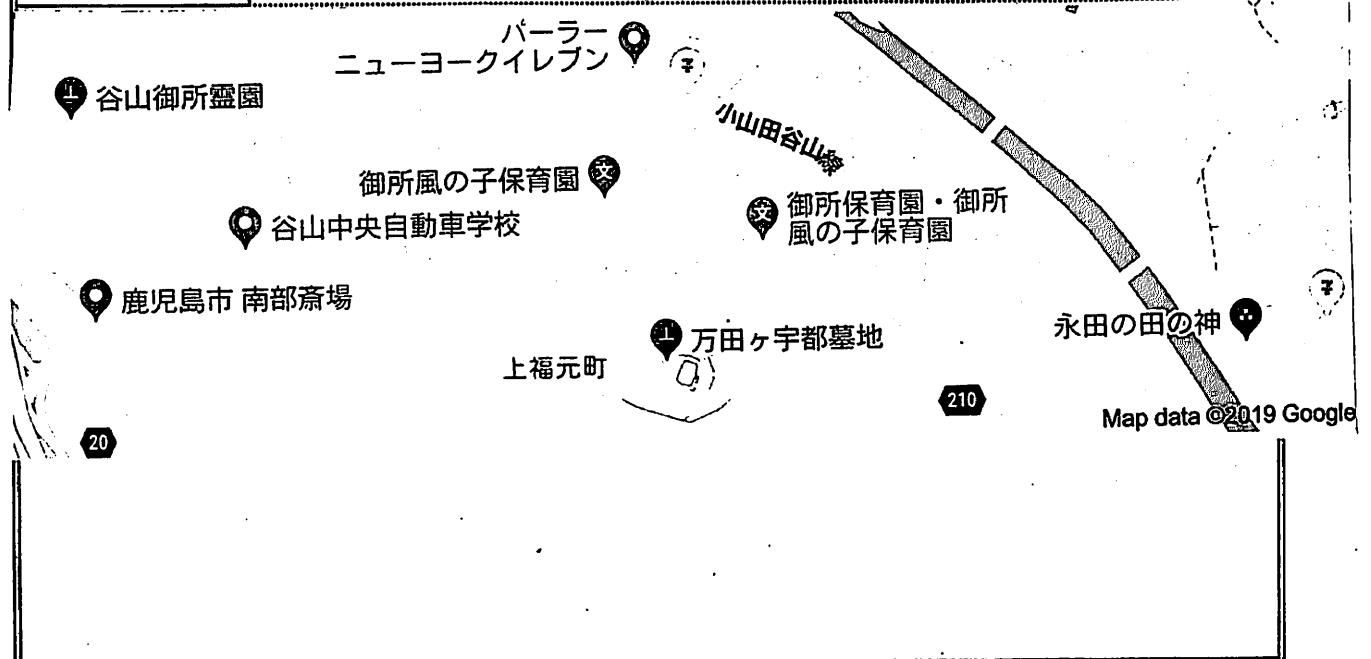 パーラー
ニューヨークイレブン
谷山御所霊園
小山田谷山線
御所風の子保育園
御所保育園・御所
風の子保育園
谷山中央自動車学校
鹿児島市 南部斎場
永田の田の神
万田ヶ宇都墓地
上福元町
210
Map data ©2019 Google
20